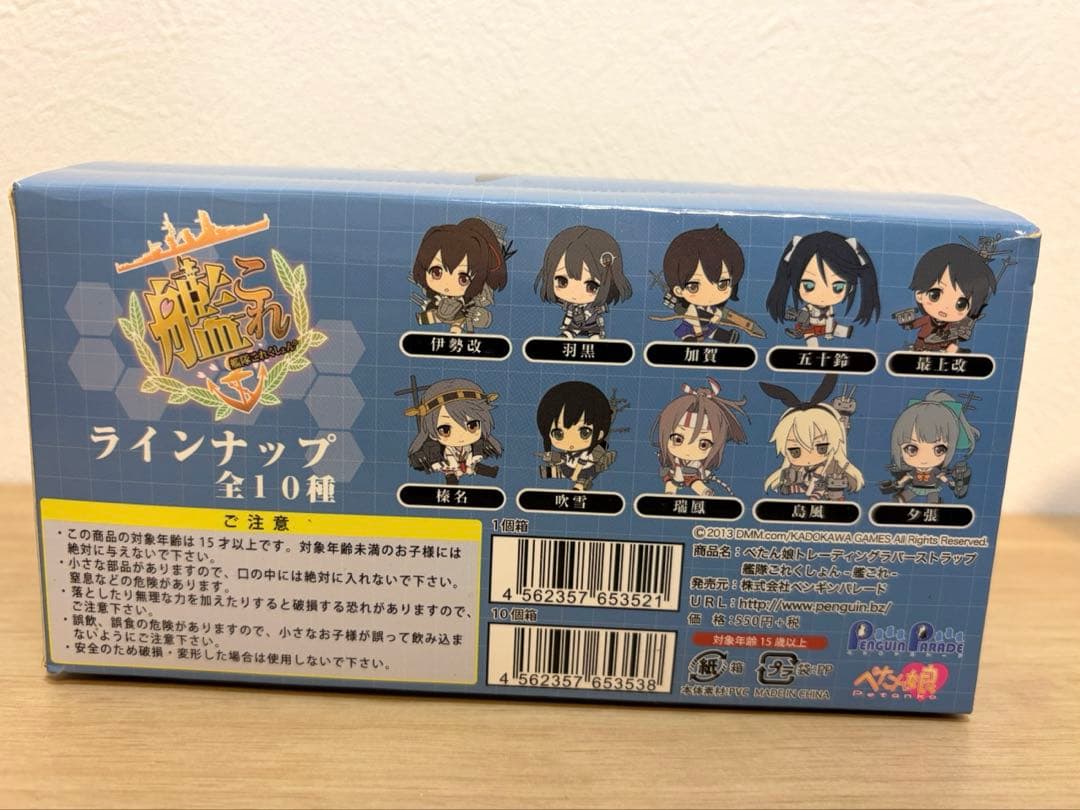 艦これ
艦隊これくしょん
ラインナップ
全10種
伊勢改
羽黒
加賀
五十鈴
最上改
榛名
吹雪
瑞鳳
島風
夕張
ご注意
・この商品の対象年齢は15才以上です。対象年齢未満のお子様には
絶対に与えないで下さい。
・小さな部品がありますので、口の中には絶対に入れないで下さい。
窒息などの危険があります。
・落としたり無理な力を加えたりすると破損する恐れがありますので、
ご注意下さい。
・誤飲、誤食の危険がありますので、小さなお子様が誤って飲み込ま
ないようにご注意下さい。
・安全のため破損・変形した場合は使用しないで下さい。
1個箱
4 562357 653521
10個箱
4 562357 653538
©2013 DMM.com/KADOKAWA GAMES All Rights Reserved.
商品名：ぺたん娘トレーディングラバーストラップ
艦隊これくしょん -艦これ-
発売元：株式会社ペンギンパレード
URL：http://www.penguin.bz/
価 格：550円+税
対象年齢15歳以上
紙 箱 プラ 袋:PP
本体素材:PVC MADE IN CHINA
PENGUIN PARADE
ぺたん娘
Petanko